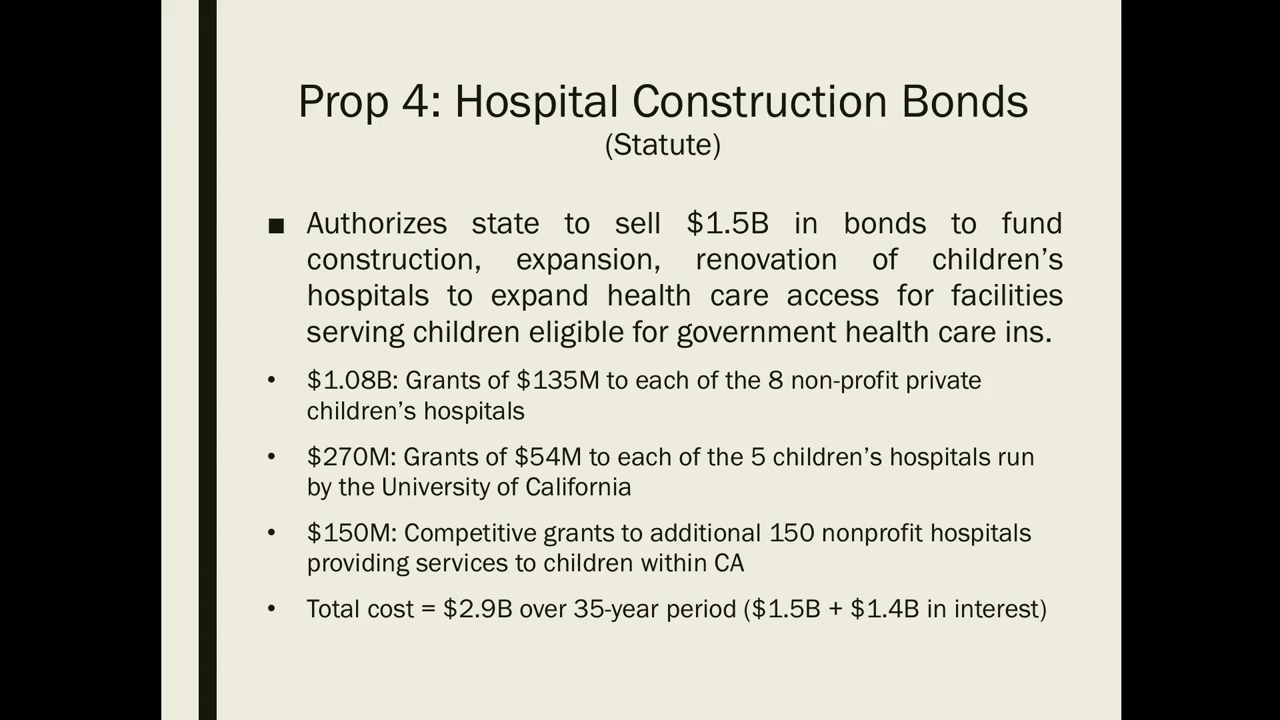 Prop 4: Hospital Construction Bonds
(Statute)
■ Authorizes state to sell $1.5B in bonds to fund
construction, expansion, renovation of children’s
hospitals to expand health care access for facilities
serving children eligible for government health care ins.
• $1.08B: Grants of $135M to each of the 8 non-profit private
children’s hospitals
• $270M: Grants of $54M to each of the 5 children’s hospitals run
by the University of California
• $150M: Competitive grants to additional 150 nonprofit hospitals
providing services to children within CA
• Total cost = $2.9B over 35-year period ($1.5B + $1.4B in interest)